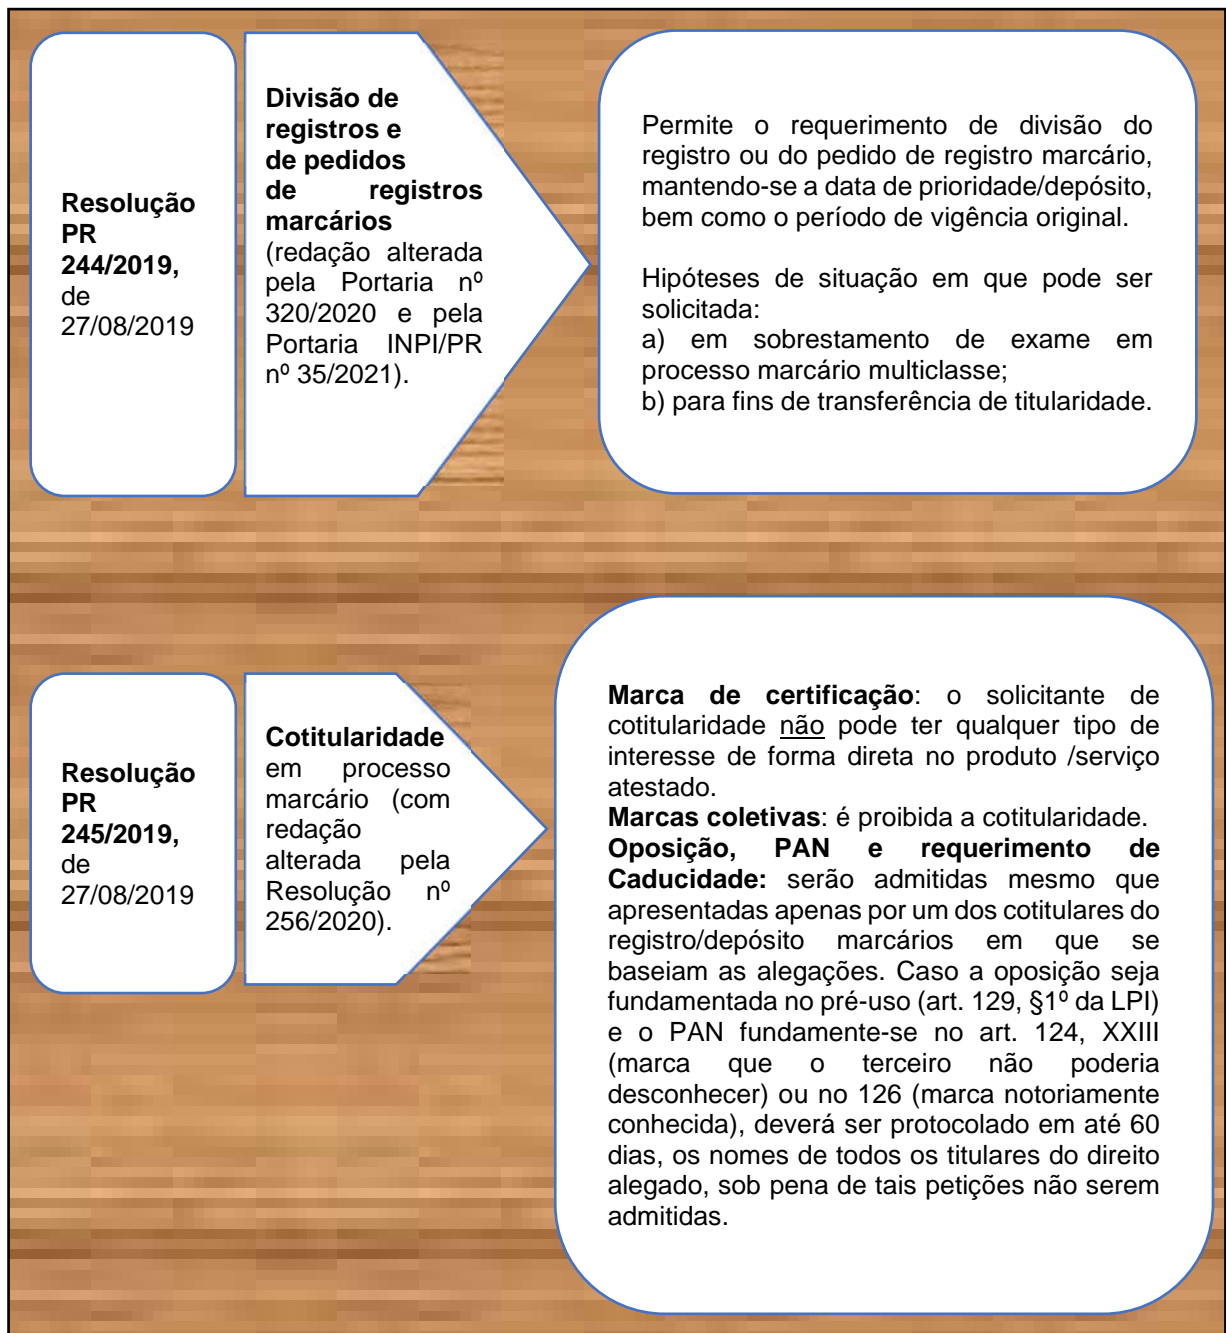 Resolução
PR
244/2019,
de
27/08/2019
Divisão de
registros e
de pedidos
de registros
marcários
(redação alterada
pela Portaria nº
320/2020 e pela
Portaria INPI/PR
nº 35/2021).
Permite o requerimento de divisão do
registro ou do pedido de registro marcário,
mantendo-se a data de prioridade/depósito,
bem como o período de vigência original.
Hipóteses de situação em que pode ser
solicitada:
a) em sobrestamento de exame em
processo marcário multiclasse;
b) para fins de transferência de titularidade.
Resolução
PR
245/2019,
de
27/08/2019
Cotitularidade
em processo
marcário (com
redação
alterada pela
Resolução nº
256/2020).
Marca de certificação: o solicitante de
cotitularidade não pode ter qualquer tipo de
interesse de forma direta no produto /serviço
atestado.
Marcas coletivas: é proibida a cotitularidade.
Oposição, PAN e requerimento de
Caducidade: serão admitidas mesmo que
apresentadas apenas por um dos cotitulares do
registro/depósito marcários em que se
baseiam as alegações. Caso a oposição seja
fundamentada no pré-uso (art. 129, §1º da LPI)
e o PAN fundamente-se no art. 124, XXIII
(marca que o terceiro não poderia
desconhecer) ou no 126 (marca notoriamente
conhecida), deverá ser protocolado em até 60
dias, os nomes de todos os titulares do direito
alegado, sob pena de tais petições não serem
admitidas.